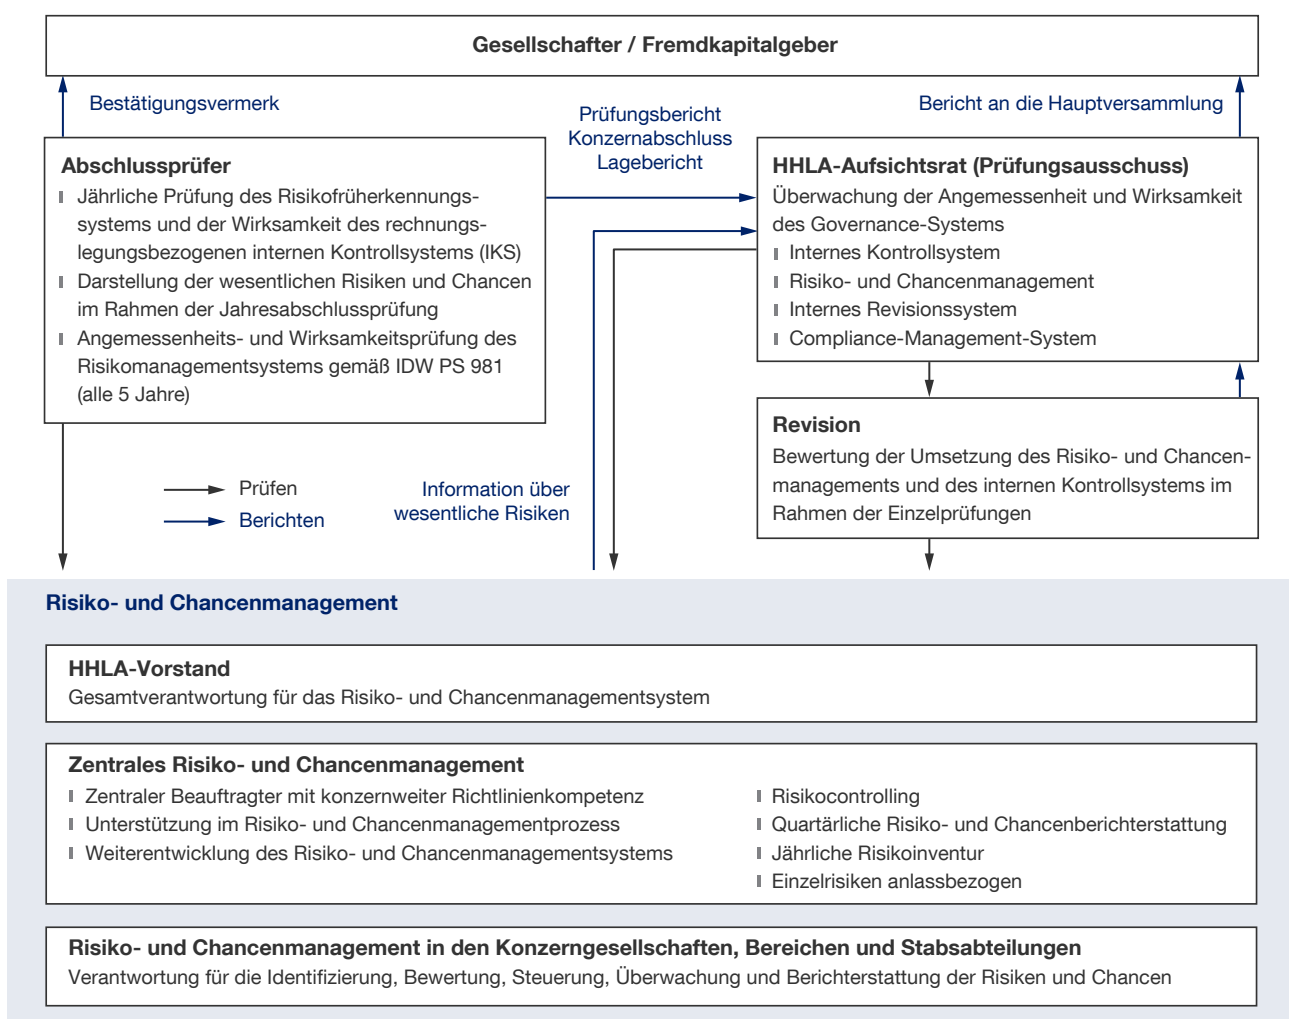 Gesellschafter / Fremdkapitalgeber
Bestätigungsvermerk
Prüfungsbericht
Konzernabschluss
Lagebericht
Bericht an die Hauptversammlung
Abschlussprüfer
Jährliche Prüfung des Risikofrüherkennungs-
systems und der Wirksamkeit des rechnungs-
legungsbezogenen internen Kontrollsystems (IKS)
Darstellung der wesentlichen Risiken und Chancen
im Rahmen der Jahresabschlussprüfung
Angemessenheits- und Wirksamkeitsprüfung des
Risikomanagementsystems gemäß IDW PS 981
(alle 5 Jahre)
HHLA-Aufsichtsrat (Prüfungsausschuss)
Überwachung der Angemessenheit und Wirksamkeit
des Governance-Systems
Internes Kontrollsystem
Risiko- und Chancenmanagement
Internes Revisionssystem
Compliance-Management-System
Revision
Bewertung der Umsetzung des Risiko- und Chancen-
managements und des internen Kontrollsystems im
Rahmen der Einzelprüfungen
Prüfen
Berichten
Information über
wesentliche Risiken
Risiko- und Chancenmanagement
HHLA-Vorstand
Gesamtverantwortung für das Risiko- und Chancenmanagementsystem
Zentrales Risiko- und Chancenmanagement
Zentraler Beauftragter mit konzernweiter Richtlinienkompetenz
Unterstützung im Risiko- und Chancenmanagementprozess
Weiterentwicklung des Risiko- und Chancenmanagementsystems
Risikocontrolling
Quartärliche Risiko- und Chancenberichterstattung
Jährliche Risikoinventur
Einzelrisiken anlassbezogen
Risiko- und Chancenmanagement in den Konzerngesellschaften, Bereichen und Stabsabteilungen
Verantwortung für die Identifizierung, Bewertung, Steuerung, Überwachung und Berichterstattung der Risiken und Chancen